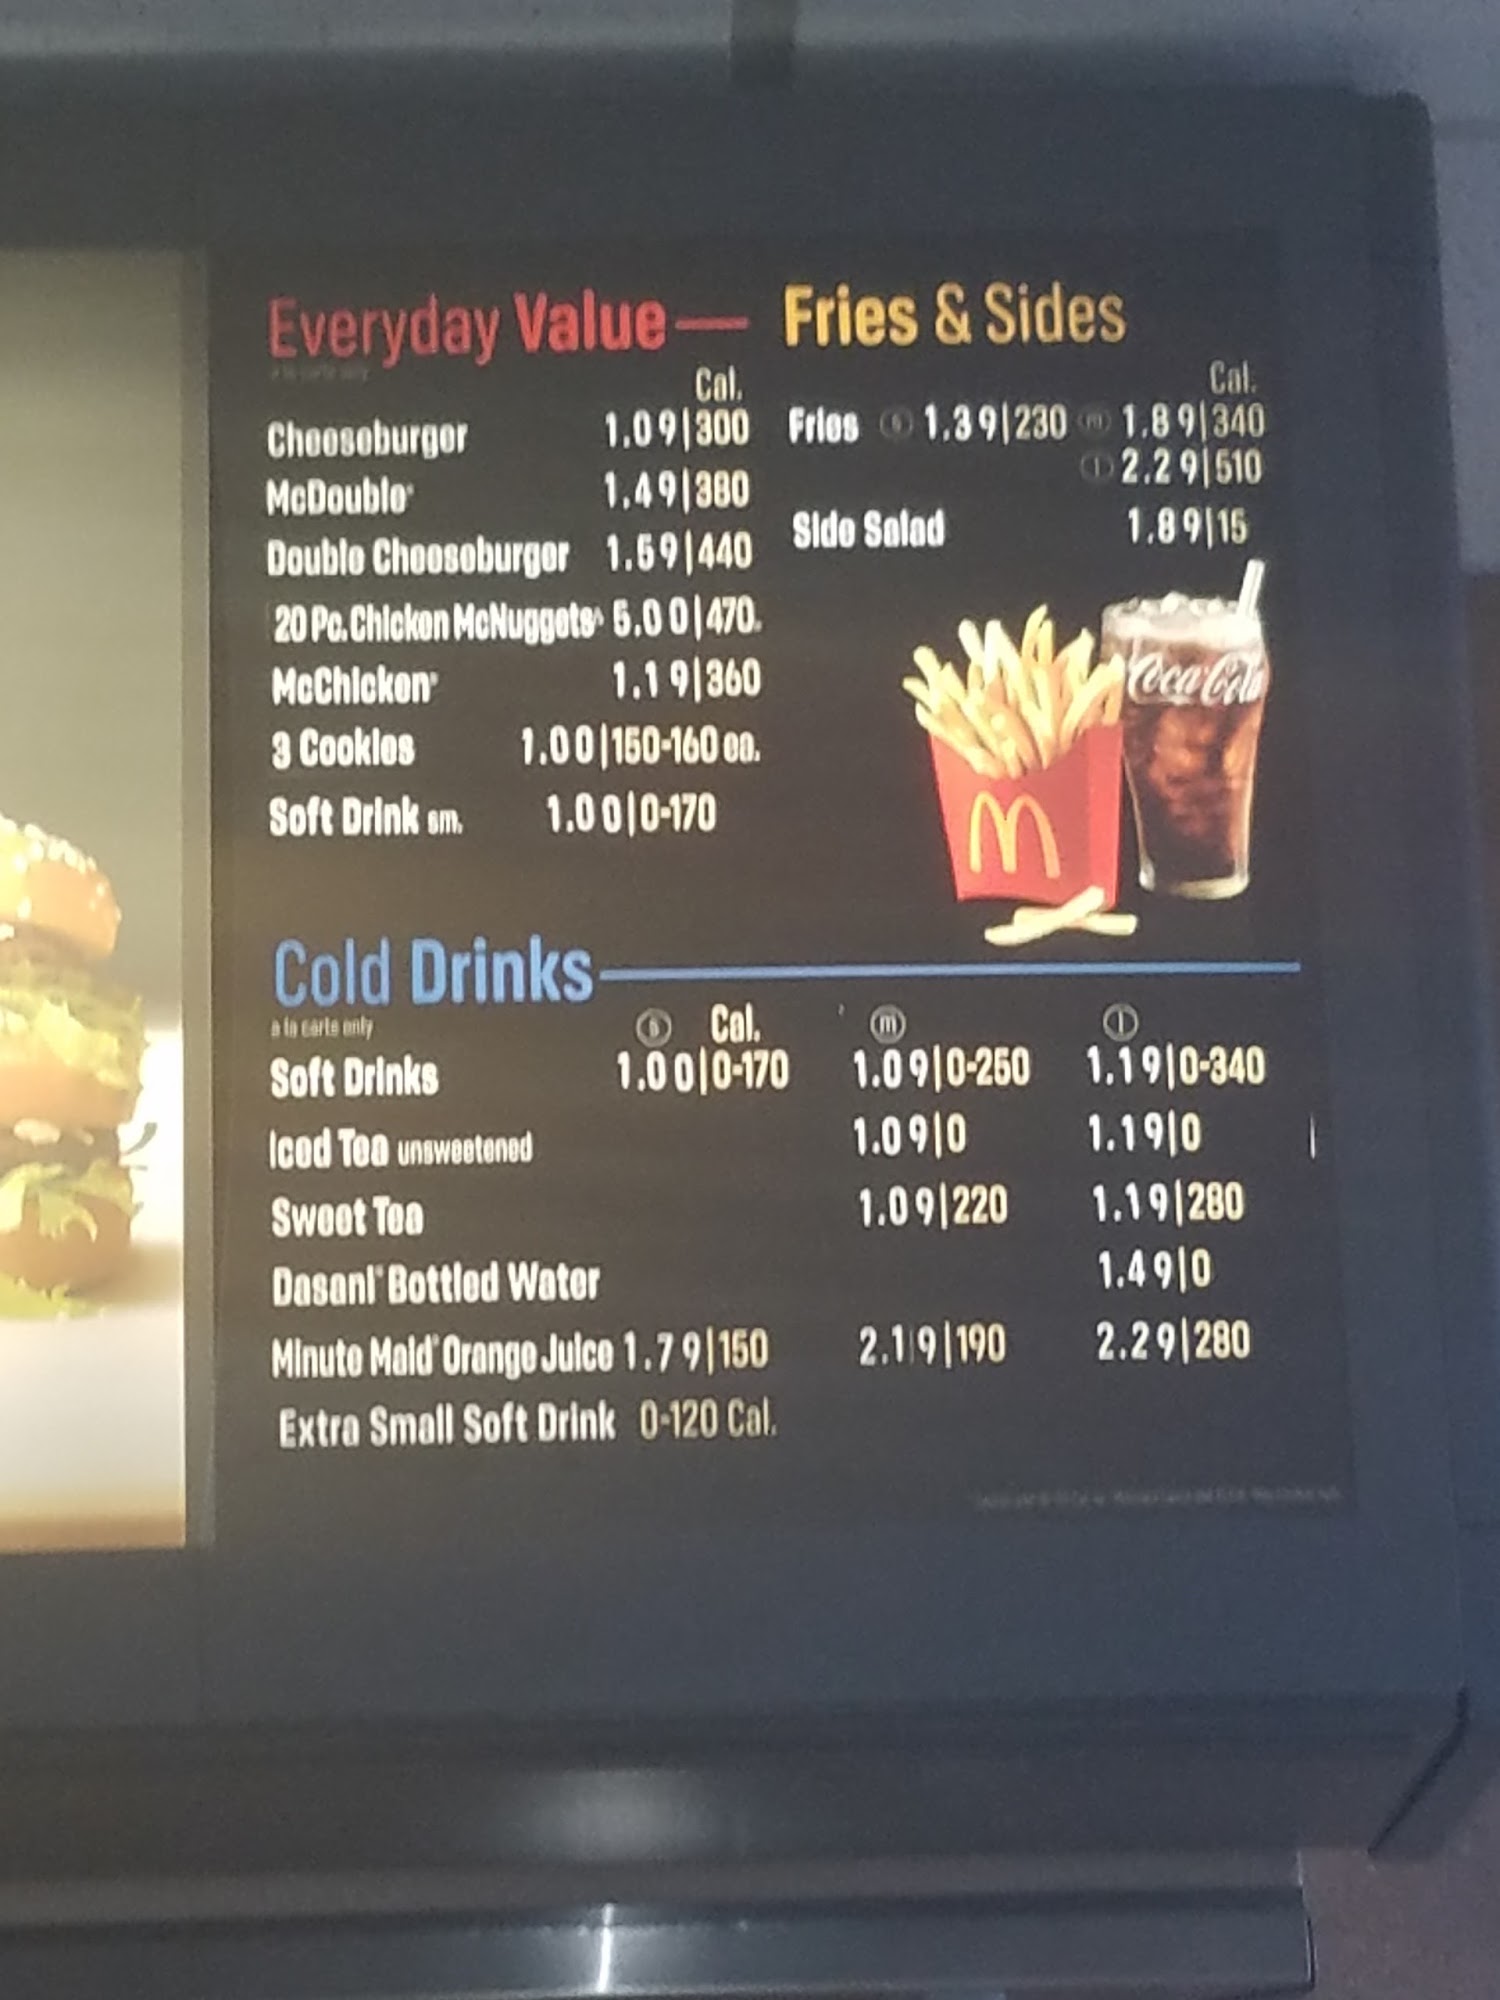 Everyday Value
Cal.
Cheeseburger 1.09|300
McDouble® 1.49|380
Double Cheeseburger 1.59|440
20 Pc. Chicken McNuggets 5.00|470
McChicken® 1.19|360
3 Cookies 1.00|150-160 ea.
Soft Drink sm. 1.00|0-170
Fries & Sides
Cal.
Fries s 1.39|230 m 1.89|340
l 2.29|510
Side Salad 1.89|15
Coca-Cola
Cold Drinks
a la carte only
s Cal. m l
Soft Drinks 1.00|0-170 1.09|0-250 1.19|0-340
Iced Tea unsweetened 1.09|0 1.19|0
Sweet Tea 1.09|220 1.19|280
Dasani® Bottled Water 1.49|0
Minute Maid® Orange Juice 1.79|150 2.19|190 2.29|280
Extra Small Soft Drink 0-120 Cal.